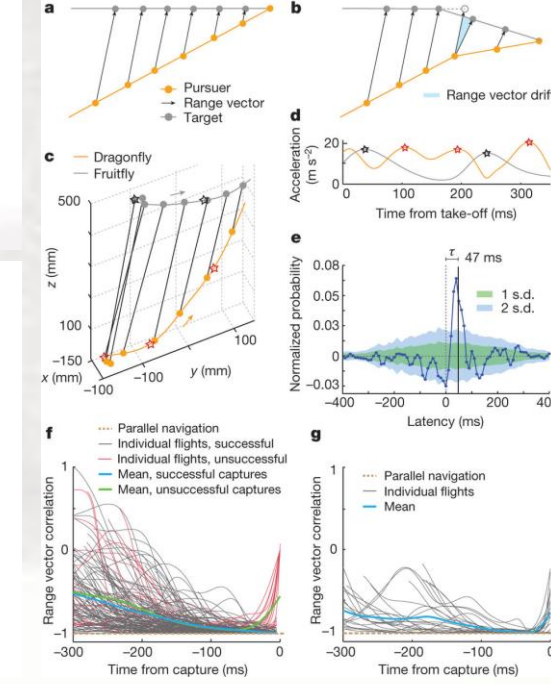 a
Pursuer
Range vector
Target
b
Range vector drif
c
Dragonfly
Fruitfly
500
z (mm)
100
−150
x (mm)
−100
−100
y (mm)
100
d
Acceleration
(m s−2)
20
0
0
100
200
300
Time from take-off (ms)
e
τ
47 ms
Normalized probability
0.08
0.05
0.03
0
−0.03
1 s.d.
2 s.d.
−400
−200
0
200
40
Latency (ms)
f
Parallel navigation
Individual flights, successful
Individual flights, unsuccessful
Mean, successful captures
Mean, unsuccessful captures
Range vector correlation
1
0
−1
−300
−200
−100
0
Time from capture (ms)
g
Parallel navigation
Individual flights
Mean
Range vector correlation
1
0
−1
−300
−200
−100
0
Time from capture (ms)